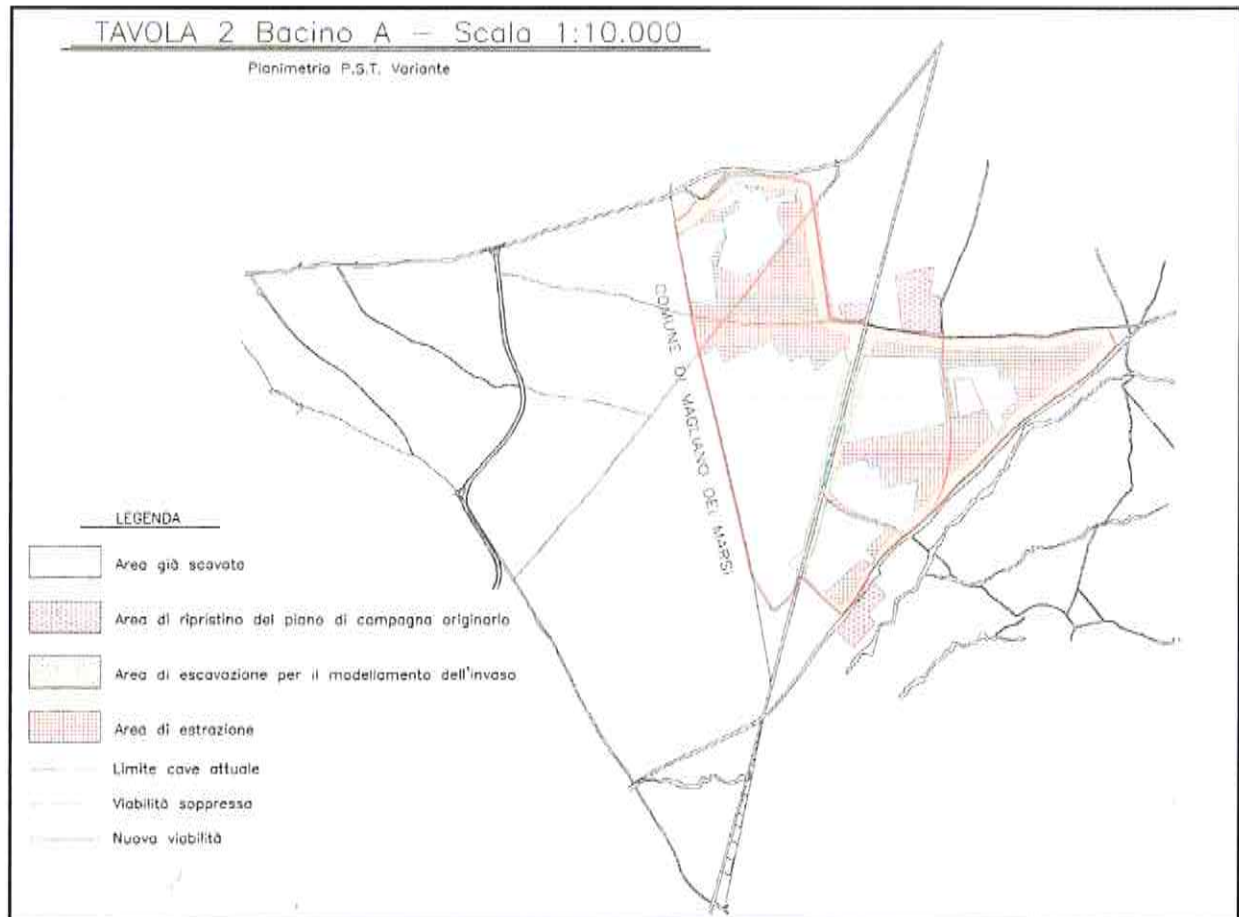 TAVOLA 2 Bacino A – Scala 1:10.000
Planimetria P.S.T. Variante
COMUNE DI MAGLIANO DEI MARSI
LEGENDA
Area già scavata
Area di ripristino del piano di campagna originario
Area di escavazione per il modellamento dell'invaso
Area di estrazione
Limite cave attuale
Viabilità soppressa
Nuova viabilità